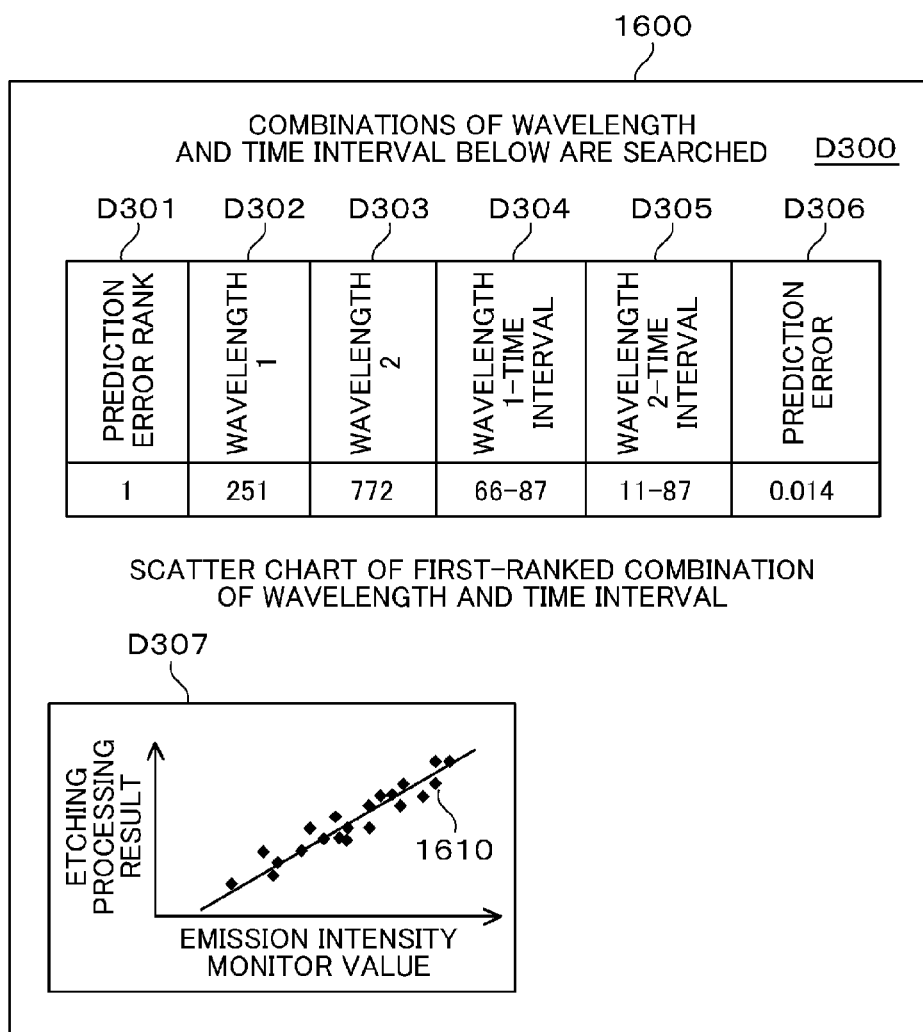 1600
COMBINATIONS OF WAVELENGTH
AND TIME INTERVAL BELOW ARE SEARCHED
D300
D301 D302 D303 D304 D305 D306
PREDICTION
ERROR RANK
WAVELENGTH
1
WAVELENGTH
2
WAVELENGTH
1-TIME
INTERVAL
WAVELENGTH
2-TIME
INTERVAL
PREDICTION
ERROR
1 251 772 66-87 11-87 0.014
SCATTER CHART OF FIRST-RANKED COMBINATION
OF WAVELENGTH AND TIME INTERVAL
D307
ETCHING
PROCESSING
RESULT
1610
EMISSION INTENSITY
MONITOR VALUE